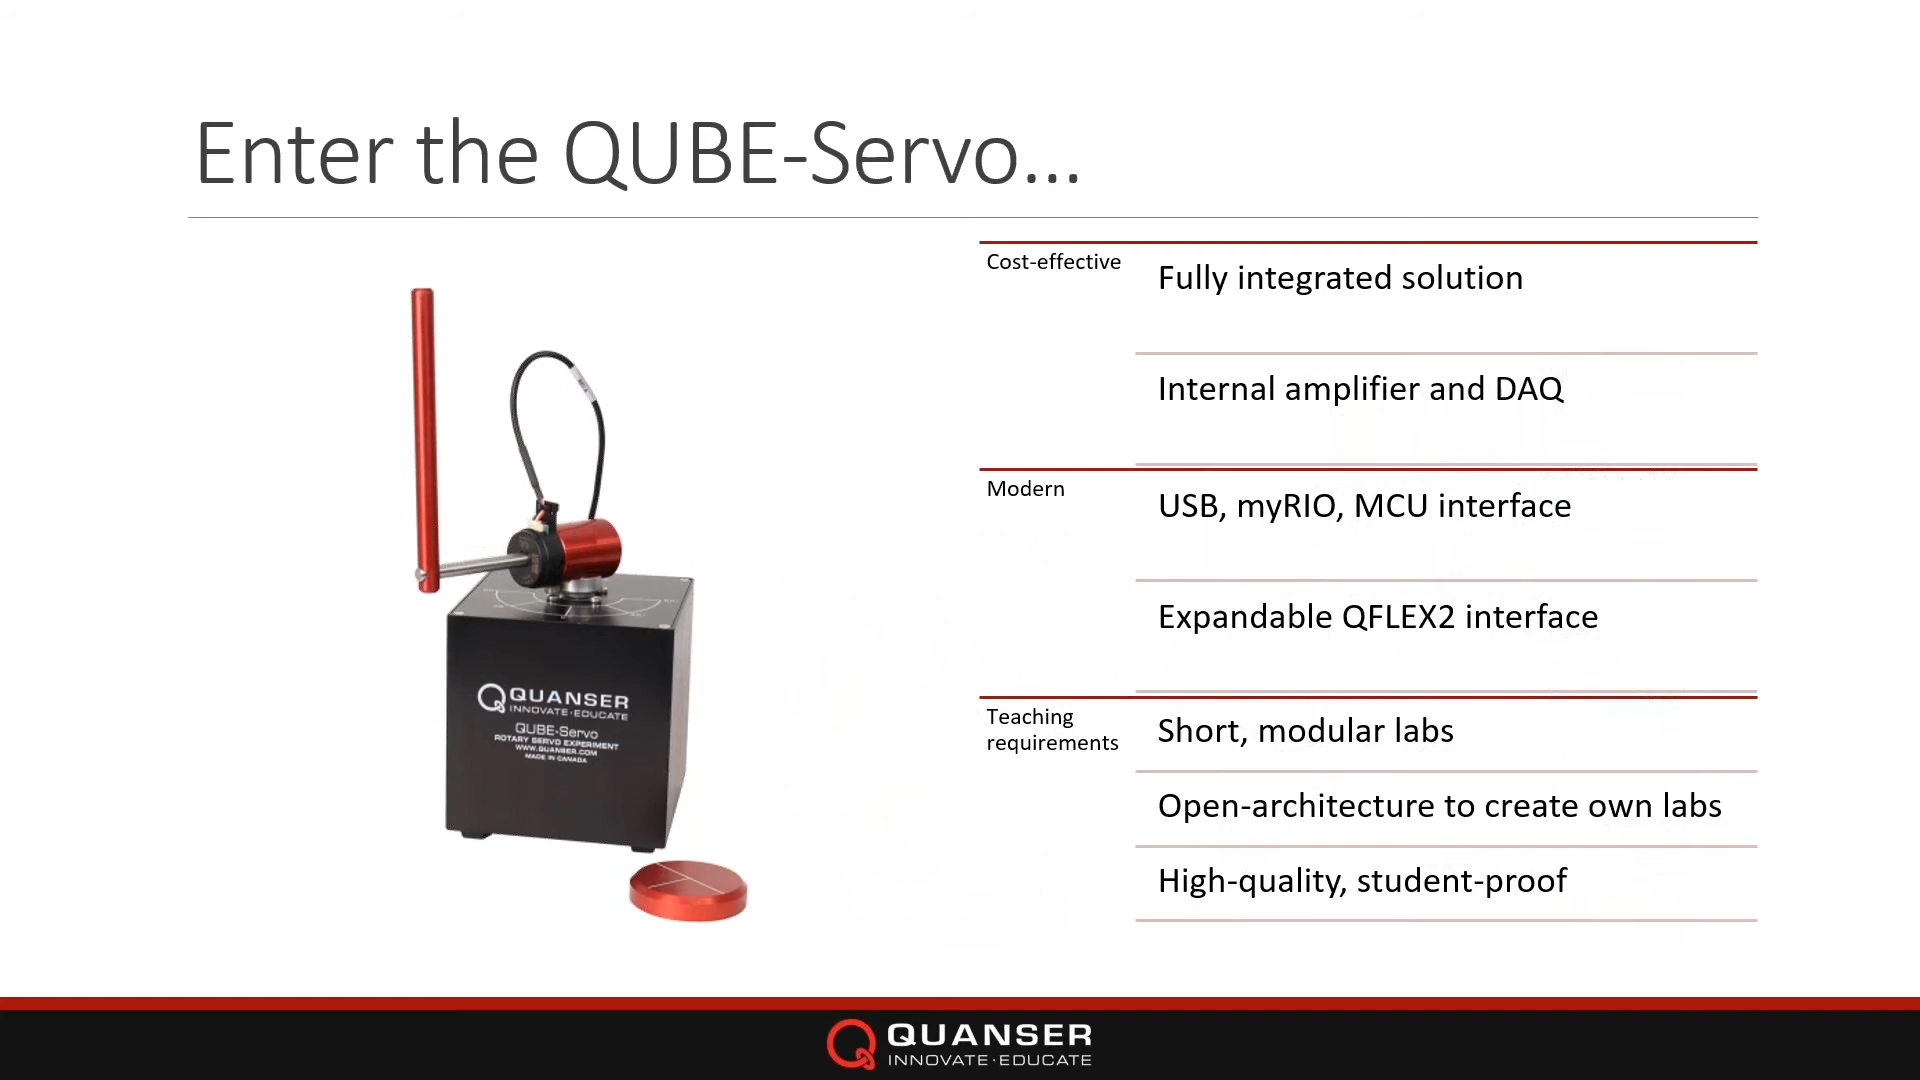 Enter the QUBE-Servo...
Cost-effective
Fully integrated solution
Internal amplifier and DAQ
Modern
USB, myRIO, MCU interface
Expandable QFLEX2 interface
Teaching
requirements
Short, modular labs
Open-architecture to create own labs
High-quality, student-proof
QUANSER
INNOVATE·EDUCATE
QUBE-Servo
ROTARY SERVO EXPERIMENT
WWW.QUANSER.COM
MADE IN CANADA
QUANSER
INNOVATE·EDUCATE